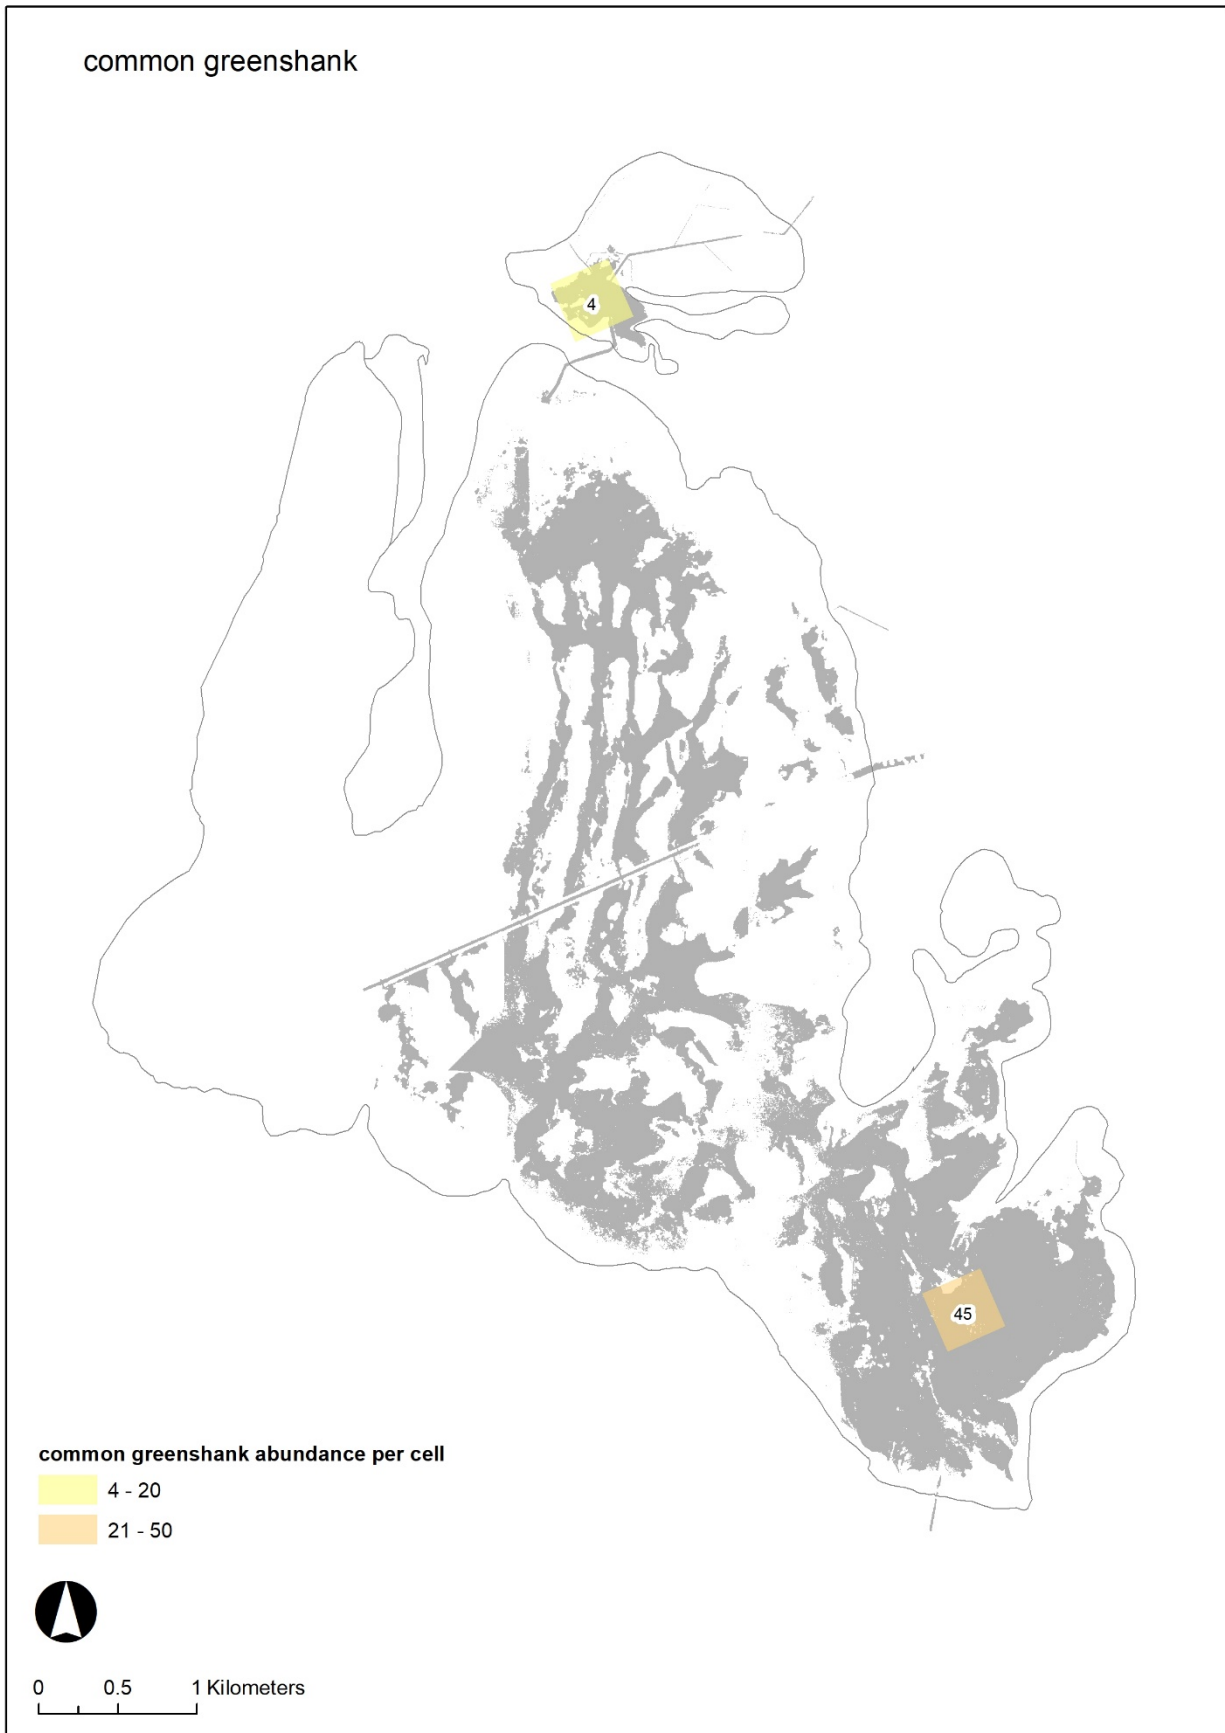 common greenshank
4
45
common greenshank abundance per cell
4 - 20
21 - 50
0 0.5 1 Kilometers